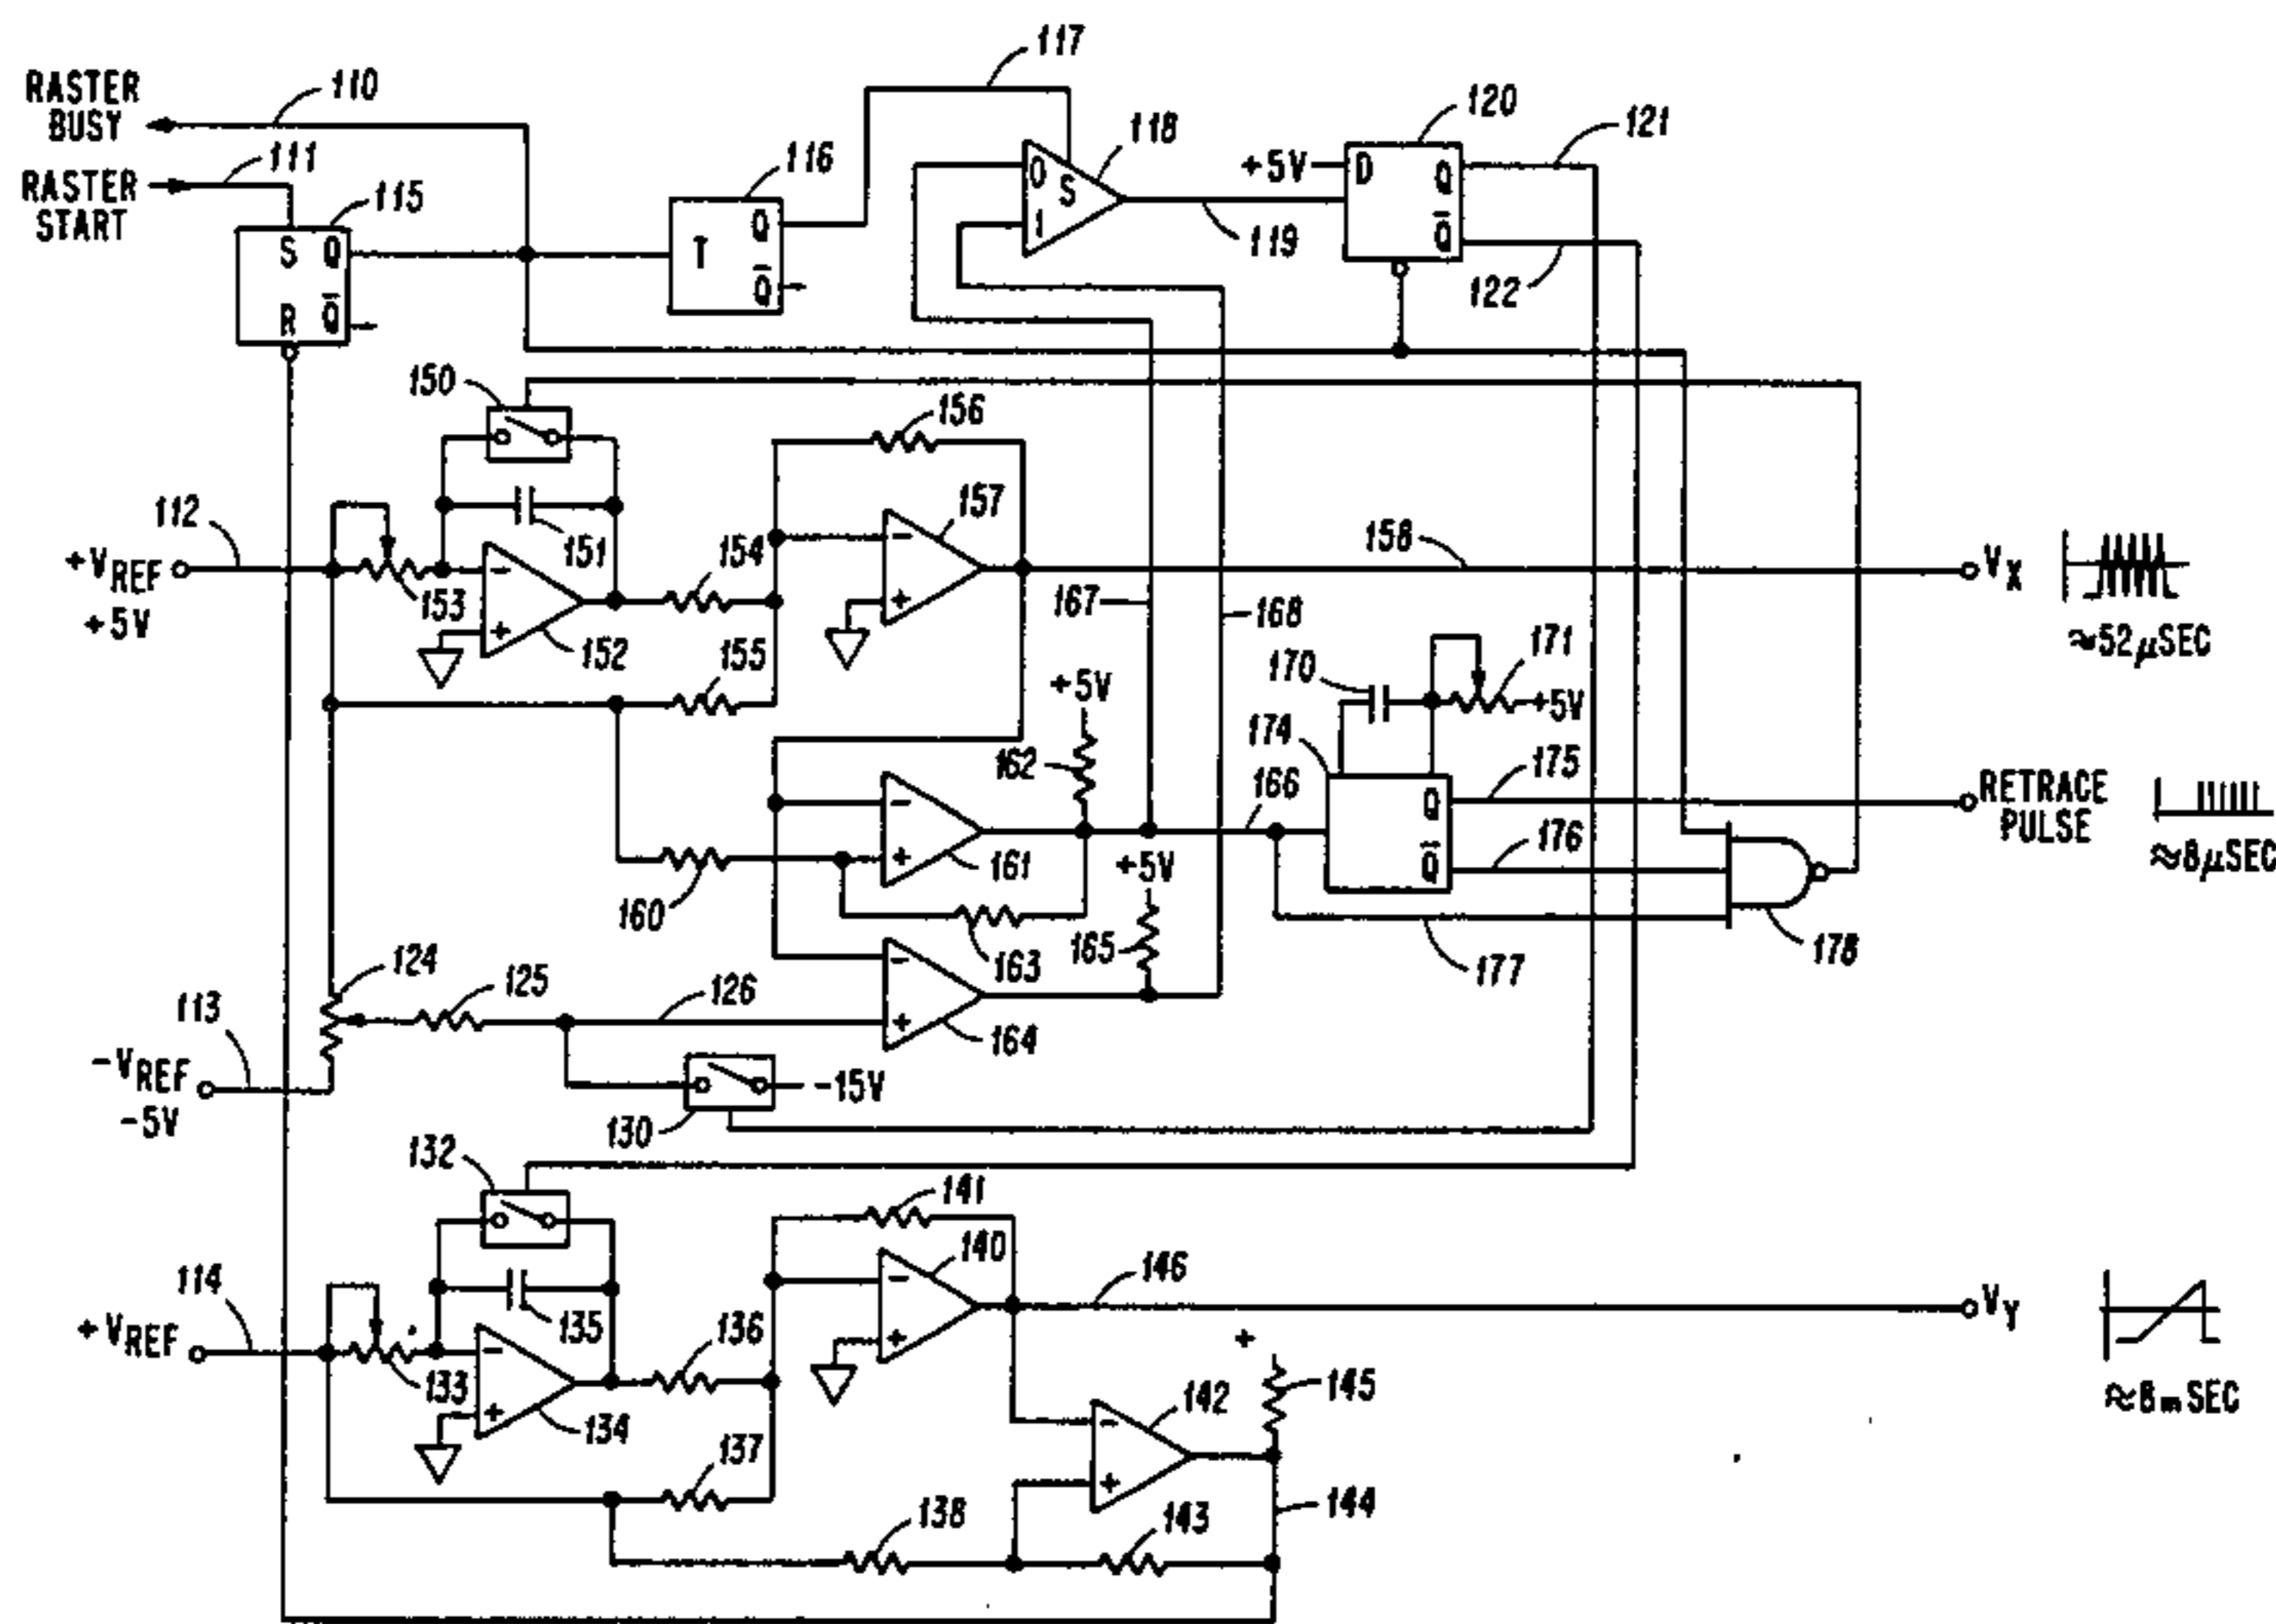 117
RASTER
BUSY
110
118
120
121
RASTER
START
111
115
116
+5V
D
Q
Q̄
0
S
1
119
122
S
Q
R
Q̄
T
Q
Q̄
150
156
112
157
158
+VREF
+5V
153
-
+
151
152
154
155
-
+
167
168
VX
≈52μSEC
+5V
170
171
+5V
162
174
166
175
RETRACE
PULSE
≈8μSEC
-
+
161
+5V
Q
Q̄
176
160
163
165
177
178
124
125
126
-
+
164
113
-VREF
-5V
130
-15V
132
141
140
146
114
+VREF
133
135
-
+
134
136
-
+
VY
≈8mSEC
+
145
142
-
+
137
138
143
144